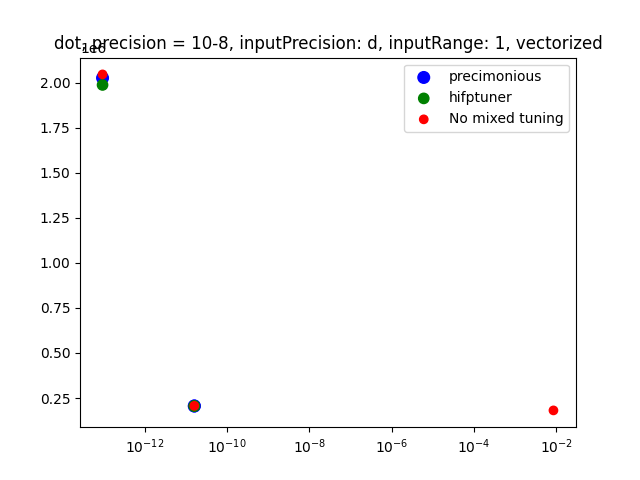 dot, precision = 10-8, inputPrecision: d, inputRange: 1, vectorized
1e6
precimonious
hifptuner
No mixed tuning
2.00
1.75
1.50
1.25
1.00
0.75
0.50
0.25
10⁻¹² 10⁻¹⁰ 10⁻⁸ 10⁻⁶ 10⁻⁴ 10⁻²